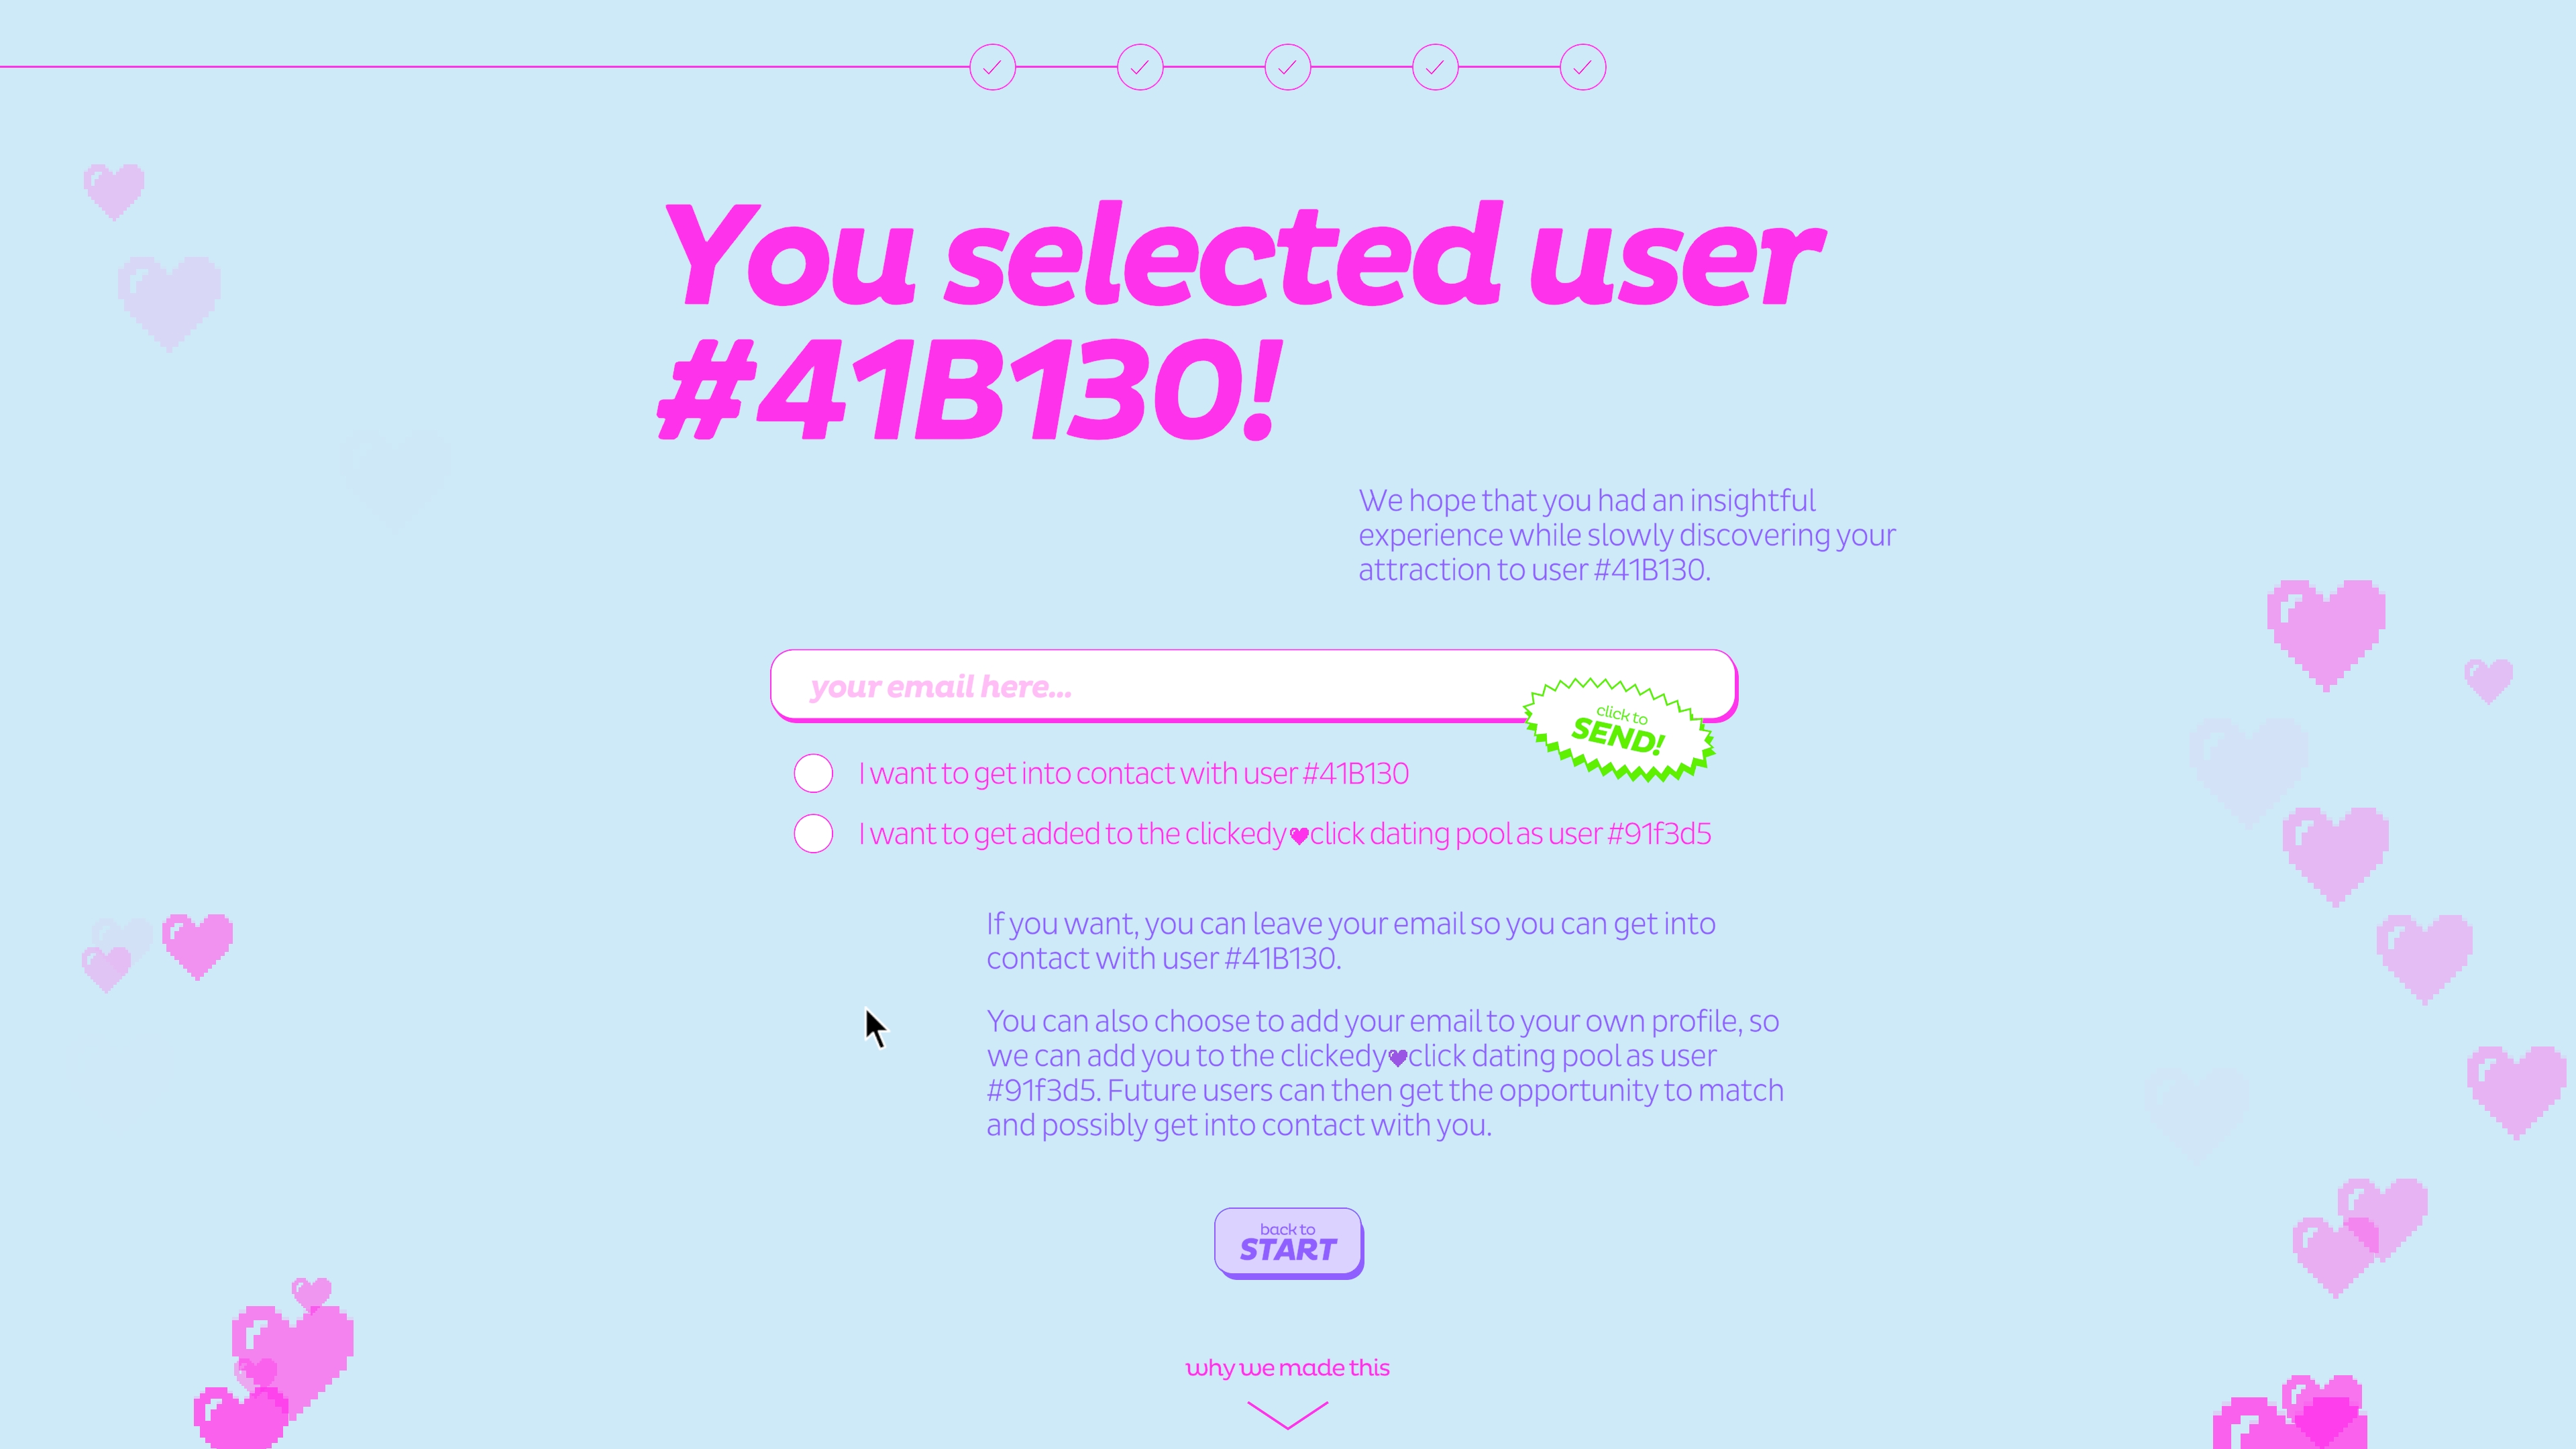 You selected user
#41B130!
We hope that you had an insightful
experience while slowly discovering your
attraction to user #41B130.
your email here...
click to
SEND!
I want to get into contact with user #41B130
I want to get added to the clickedy♥click dating pool as user #91f3d5
If you want, you can leave your email so you can get into
contact with user #41B130.
You can also choose to add your email to your own profile, so
we can add you to the clickedy♥click dating pool as user
#91f3d5. Future users can then get the opportunity to match
and possibly get into contact with you.
back to
START
why we made this